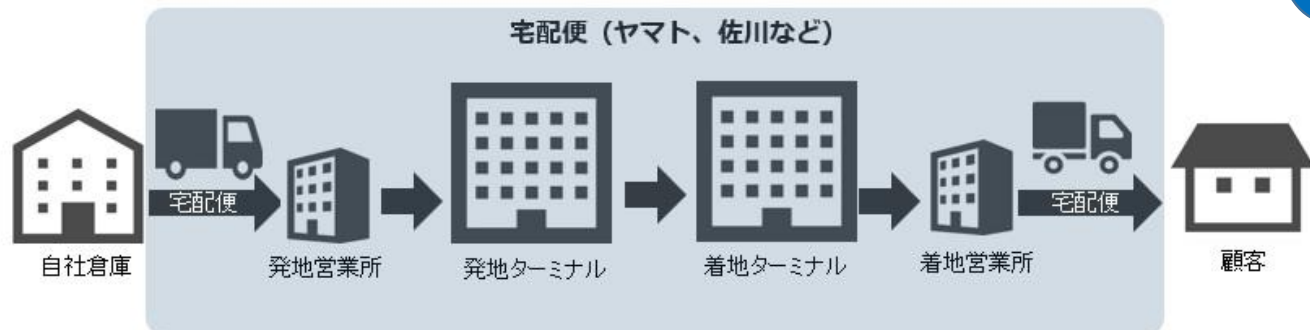 宅配便（ヤマト、佐川など）
宅配便
宅配便
自社倉庫
発地営業所
発地ターミナル
着地ターミナル
着地営業所
顧客